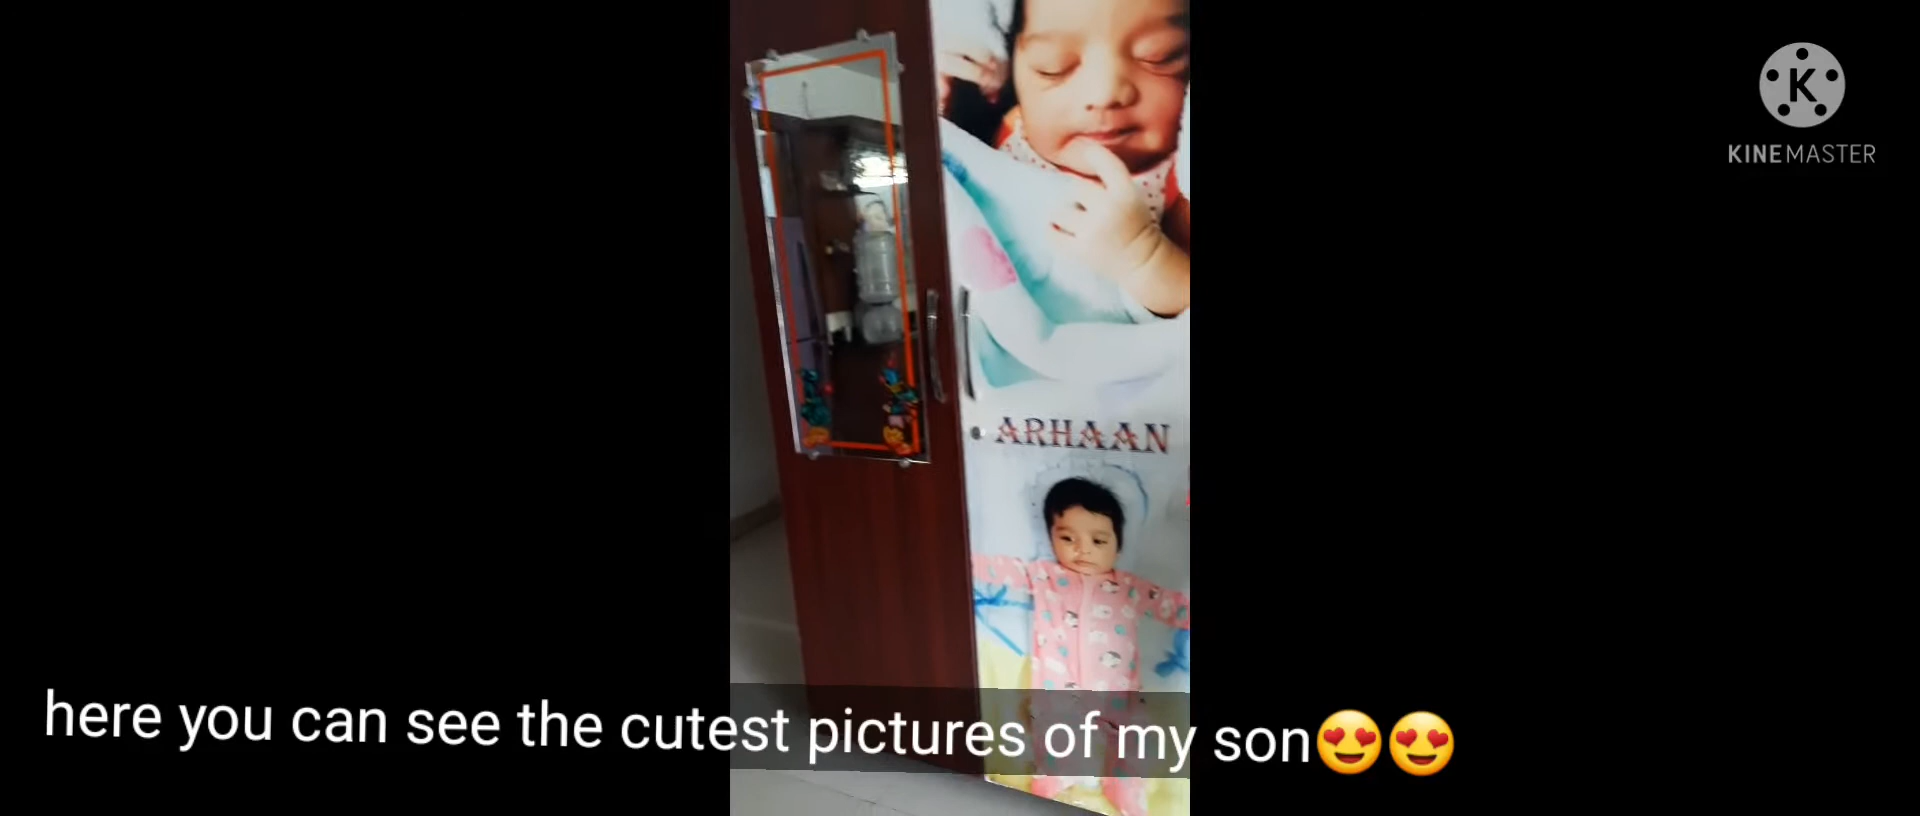 K
KINEMASTER
ARHAAN
here you can see the cutest pictures of my son😍😍